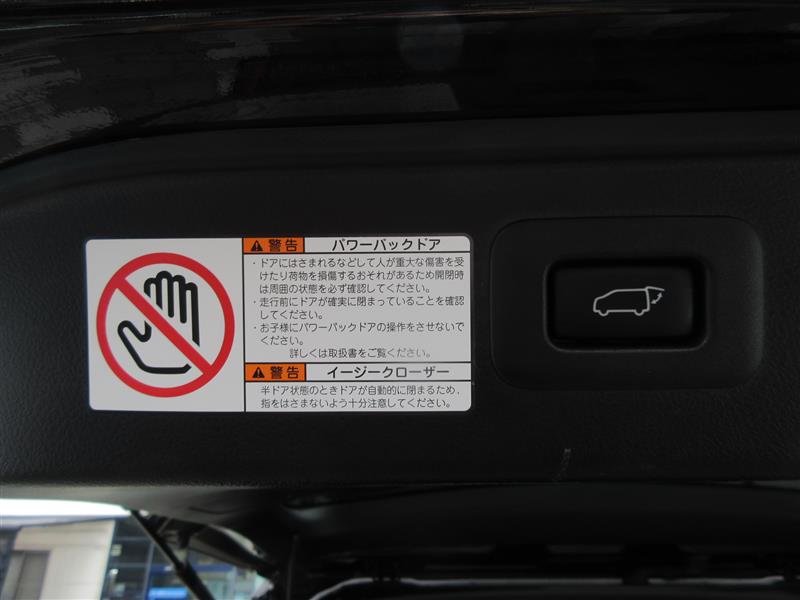 ⚠警告 パワーバックドア
・ドアにはさまれるなどして人が重大な傷害を受
けたり荷物を損傷するおそれがあるため開閉時
は周囲の状態を必ず確認してください。
・走行前にドアが確実に閉まっていることを確認
してください。
・お子様にパワーバックドアの操作をさせないで
ください。
詳しくは取扱書をご覧ください。
⚠警告 イージークローザー
半ドア状態のときドアが自動的に閉まるため,
指をはさまないよう十分注意してください。